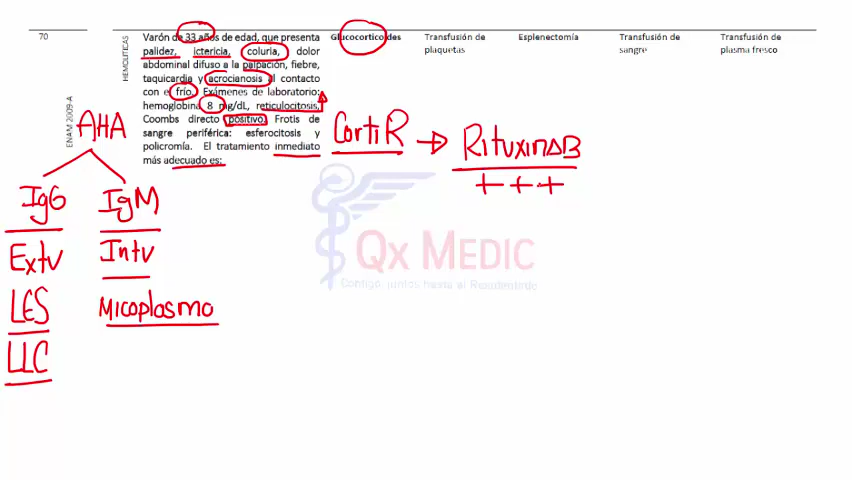 70
HEMOLITICAS
ENAM 2009-A
Varón de 33 años de edad, que presenta
palidez, ictericia, coluria, dolor
abdominal difuso a la palpación, fiebre,
taquicardia y acrocianosis al contacto
con el frío. Exámenes de laboratorio:
hemoglobina 8 mg/dL, reticulocitosis,
Coombs directo positivo. Frotis de
sangre periférica: esferocitosis y
policromía. El tratamiento inmediato
más adecuado es:
Glucocorticoides
Transfusión de
plaquetas
Esplenectomía
Transfusión de
sangre
Transfusión de
plasma fresco
AHA
IgG
Extv
LES
LLC
IgM
Intv
Micoplasmo
CortiR → RituximAB
+ + +
Qx MEDIC
Contigo, juntos hasta el Residentado